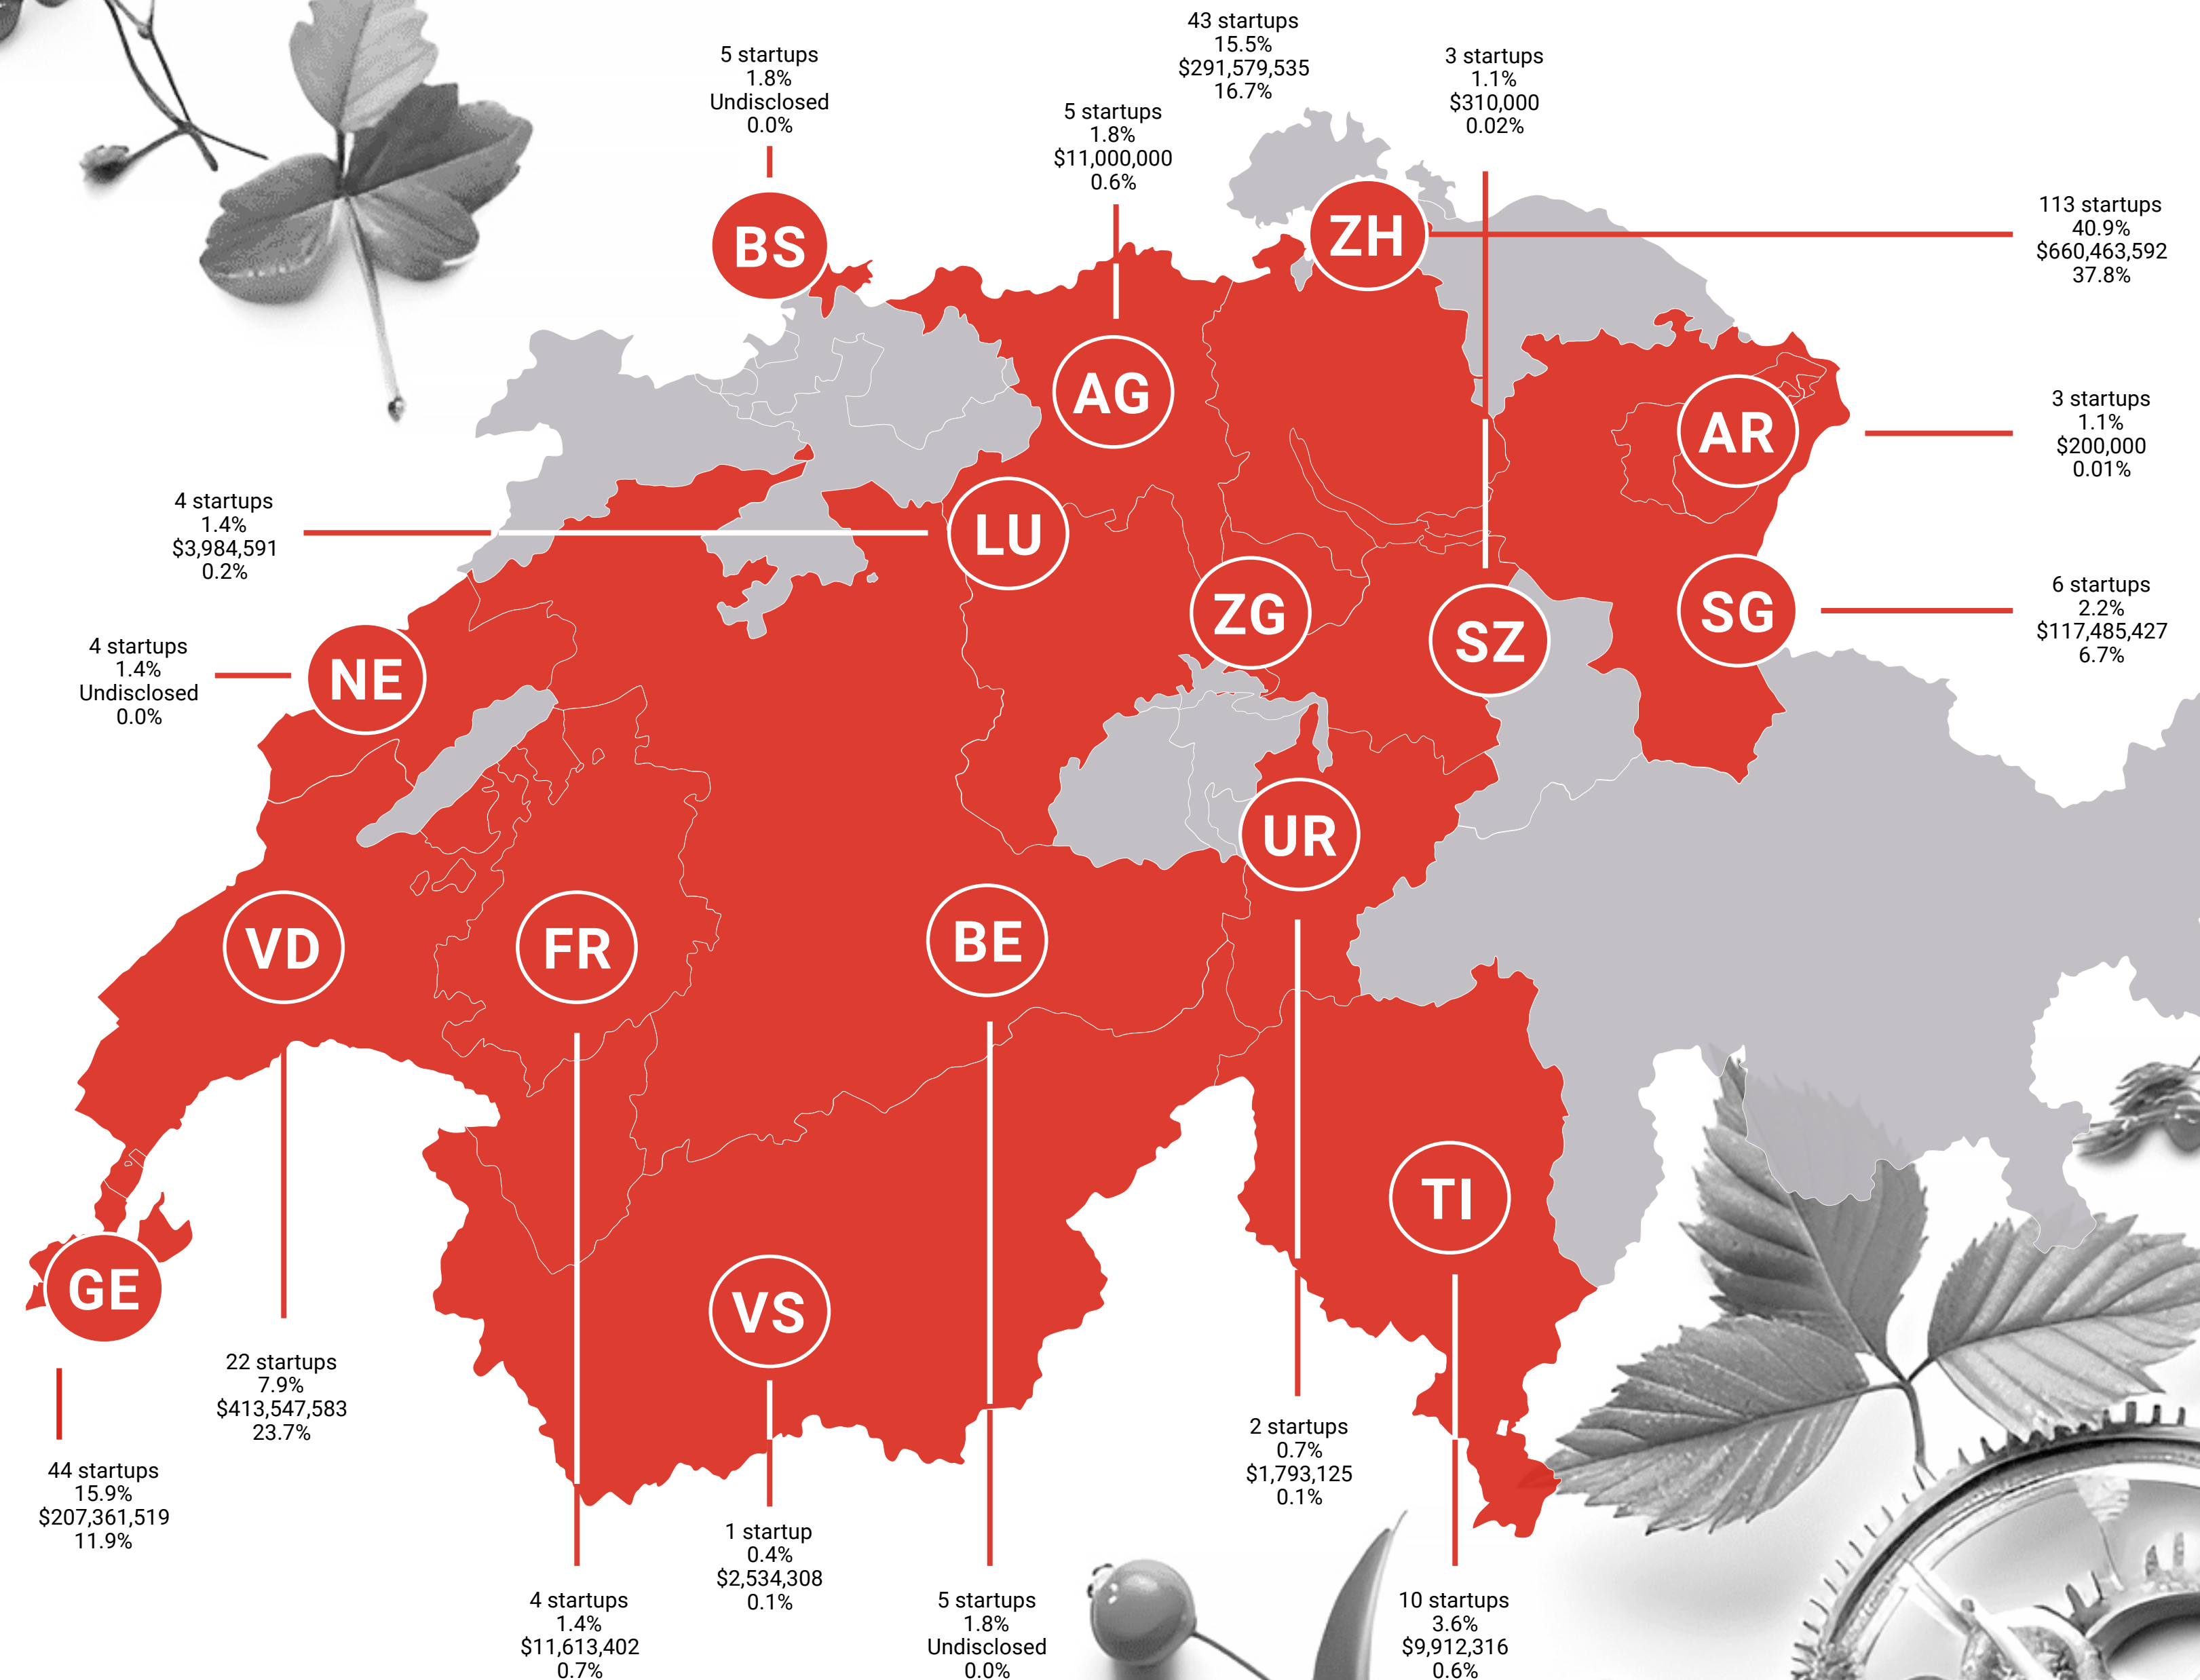 43 startups
15.5%
$291,579,535
16.7%
5 startups
1.8%
Undisclosed
0.0%
3 startups
1.1%
$310,000
0.02%
5 startups
1.8%
$11,000,000
0.6%
113 startups
40.9%
$660,463,592
37.8%
ZH
BS
AG
3 startups
1.1%
$200,000
0.01%
AR
4 startups
1.4%
$3,984,591
0.2%
LU
ZG
SZ
SG
6 startups
2.2%
$117,485,427
6.7%
4 startups
1.4%
Undisclosed
0.0%
NE
UR
VD
FR
BE
TI
GE
VS
22 startups
7.9%
$413,547,583
23.7%
44 startups
15.9%
$207,361,519
11.9%
2 startups
0.7%
$1,793,125
0.1%
1 startup
0.4%
$2,534,308
0.1%
4 startups
1.4%
$11,613,402
0.7%
5 startups
1.8%
Undisclosed
0.0%
10 startups
3.6%
$9,912,316
0.6%